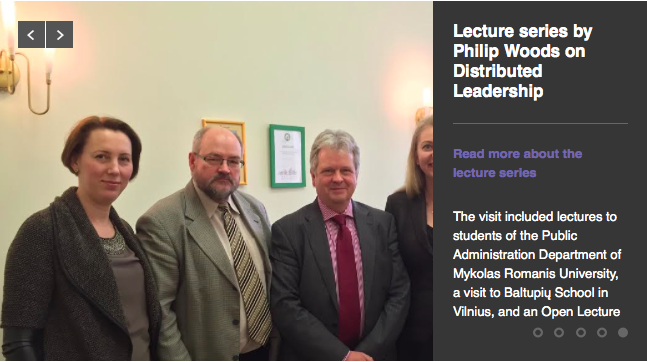 Lecture series by
Philip Woods on
Distributed
Leadership
Read more about the
lecture series
The visit included lectures to
students of the Public
Administration Department of
Mykolas Romanis University,
a visit to Baltupių School in
Vilnius, and an Open Lecture